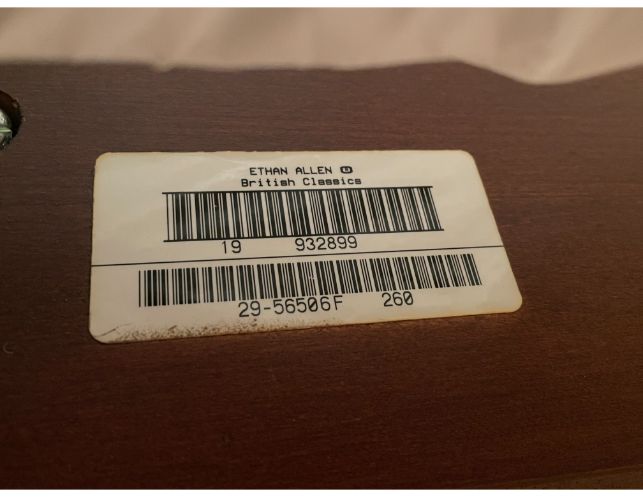 ETHAN ALLEN
British Classics
19 932899
29-56506F 260